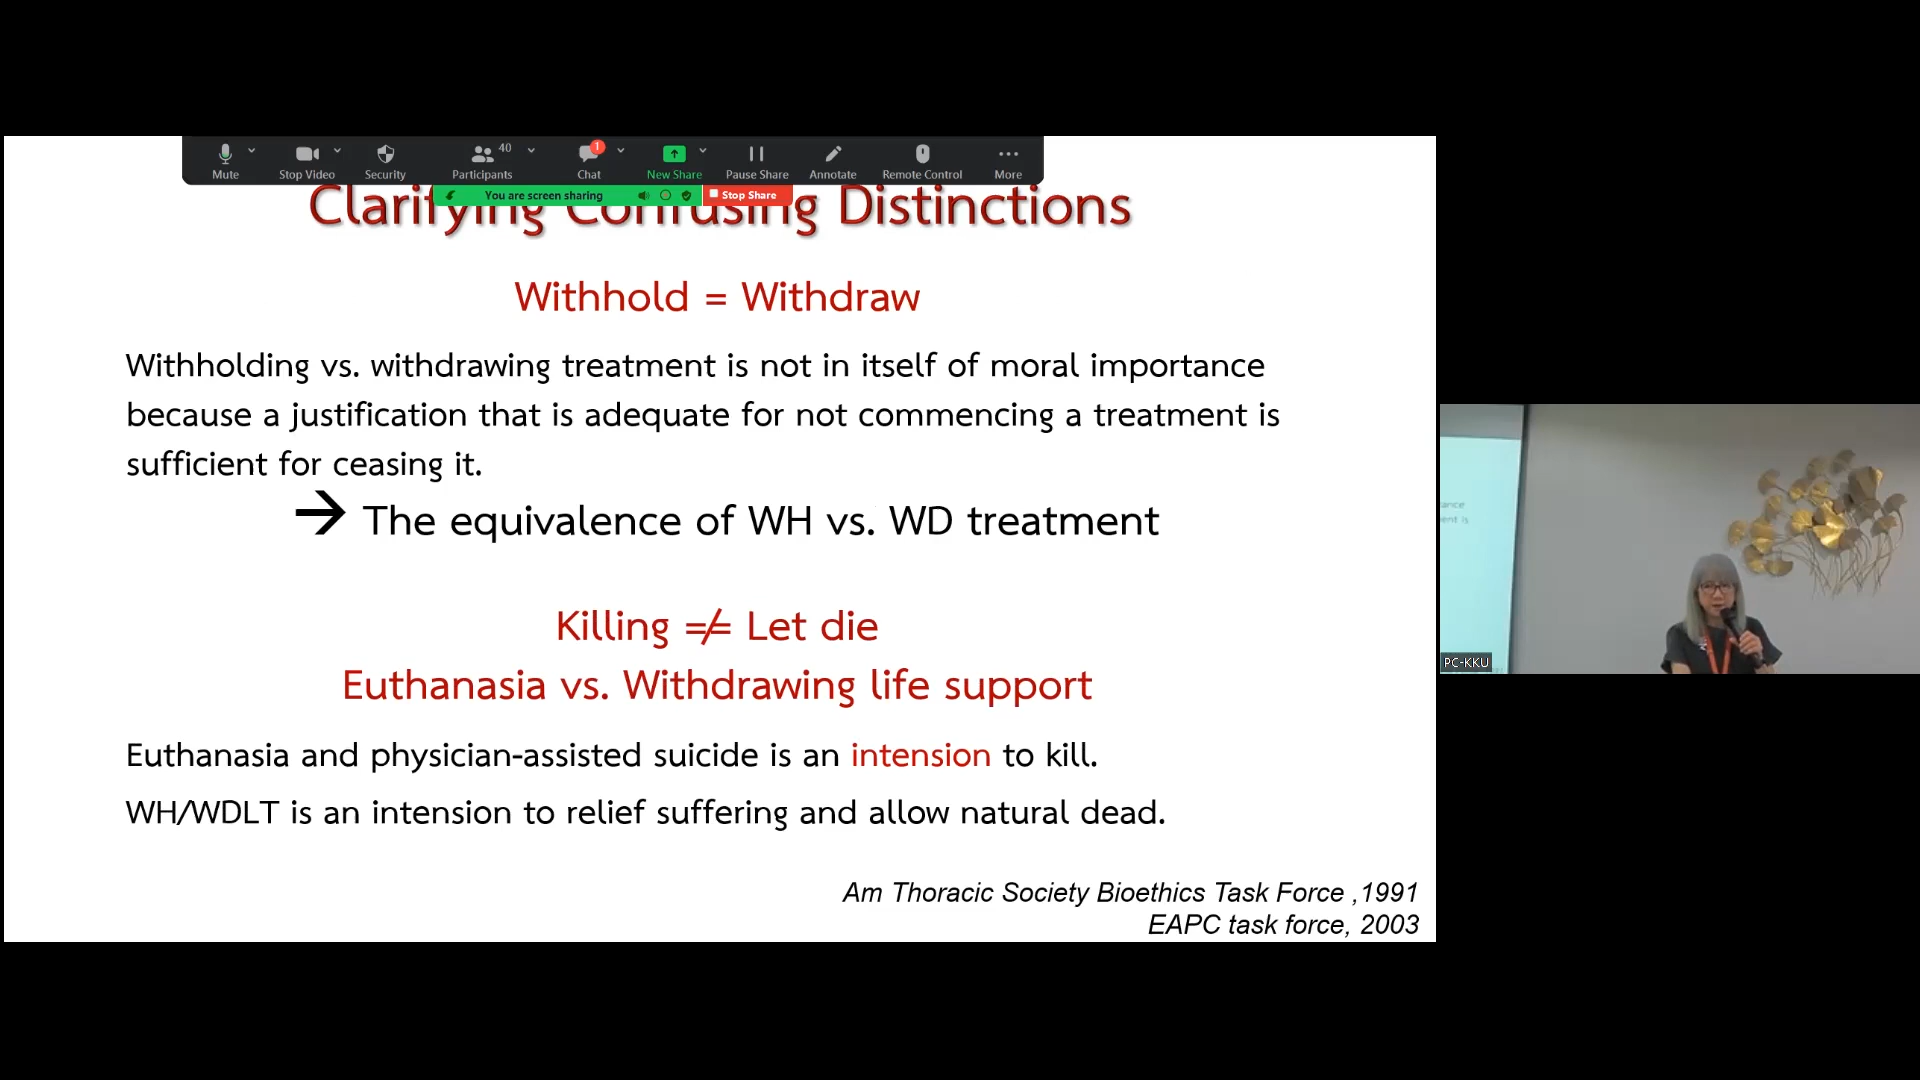 Mute
Stop Video
Security
40
Participants
1
Chat
New Share
Pause Share
Annotate
Remote Control
More
You are screen sharing
Stop Share
Clarifying Confusing Distinctions
Withhold = Withdraw
Withholding vs. withdrawing treatment is not in itself of moral importance
because a justification that is adequate for not commencing a treatment is
sufficient for ceasing it.
→ The equivalence of WH vs. WD treatment
Killing ≠ Let die
Euthanasia vs. Withdrawing life support
Euthanasia and physician-assisted suicide is an intension to kill.
WH/WDLT is an intension to relief suffering and allow natural dead.
Am Thoracic Society Bioethics Task Force ,1991
EAPC task force, 2003
PC-KKU